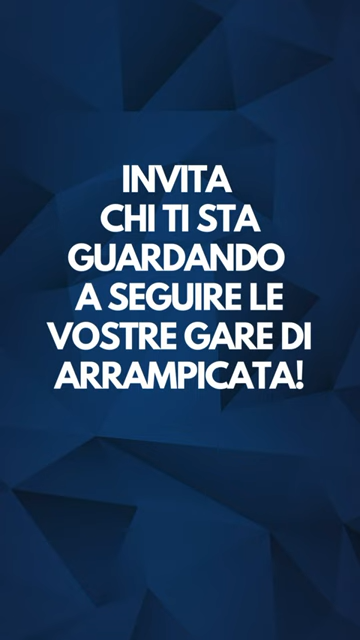 INVITA
CHI TI STA
GUARDANDO
A SEGUIRE LE
VOSTRE GARE DI
ARRAMPICATA!